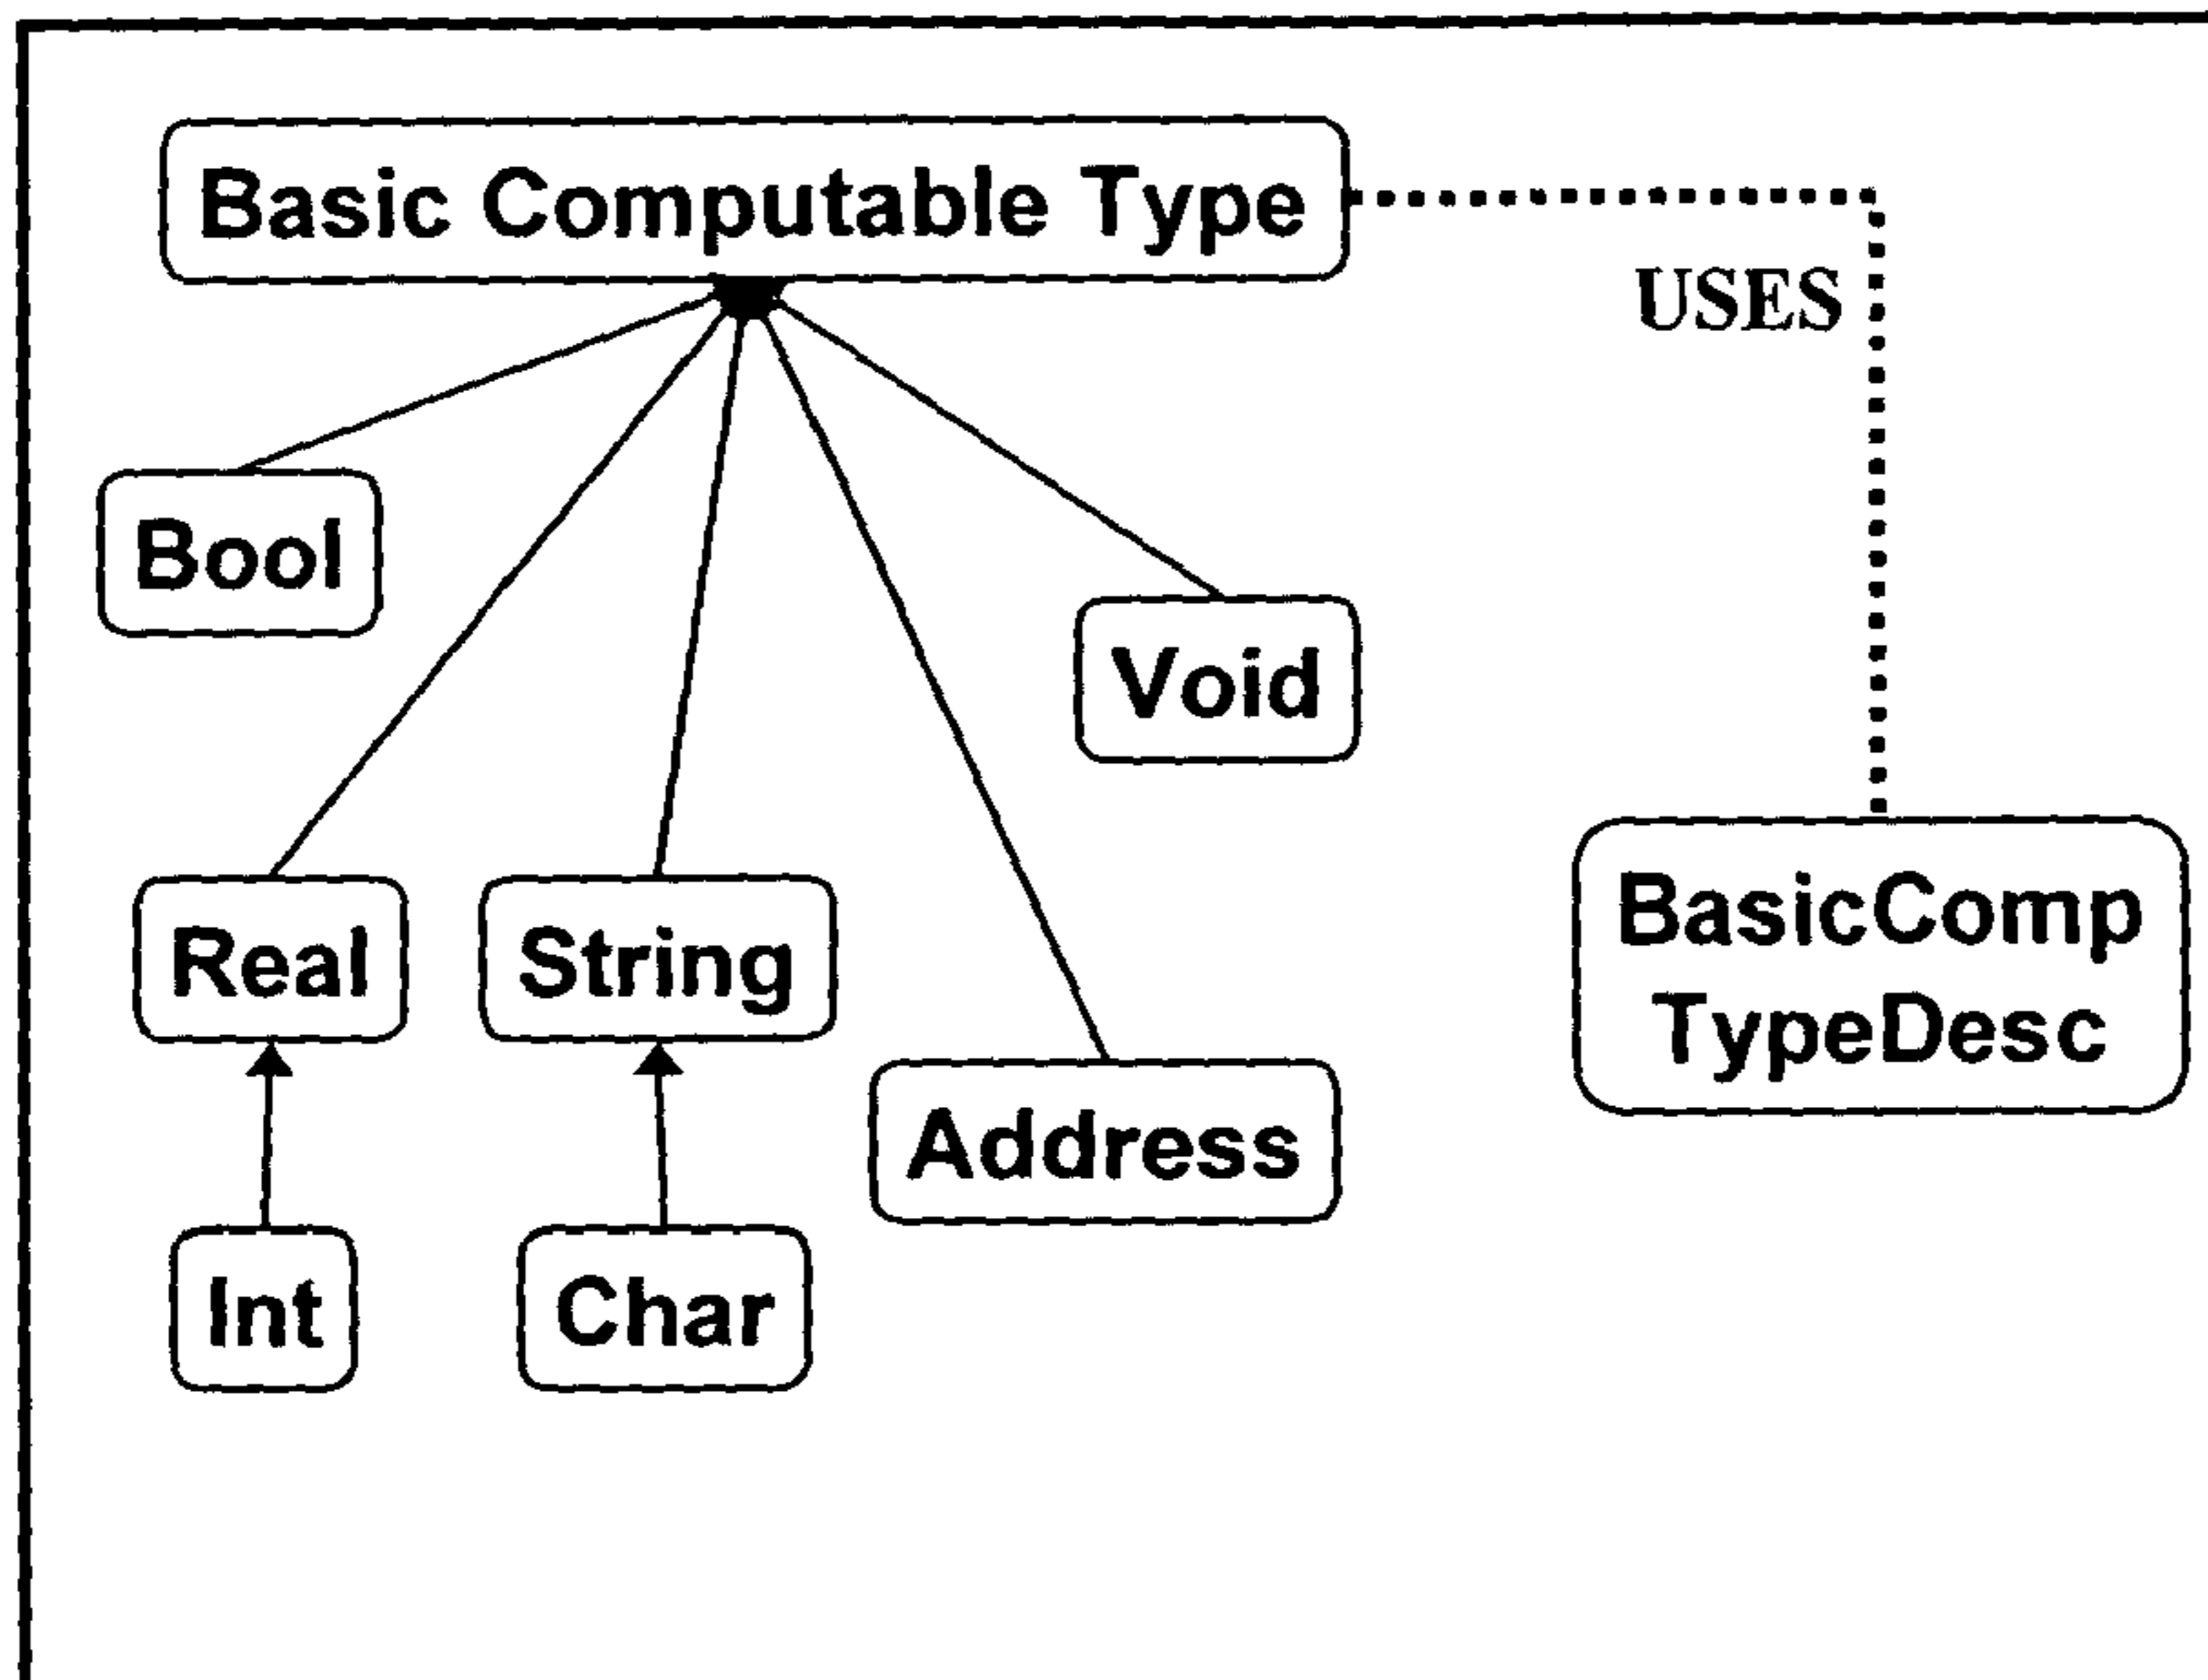 Basic Computable Type
USES
Bool
Void
BasicComp
TypeDesc
Real
String
Address
Int
Char